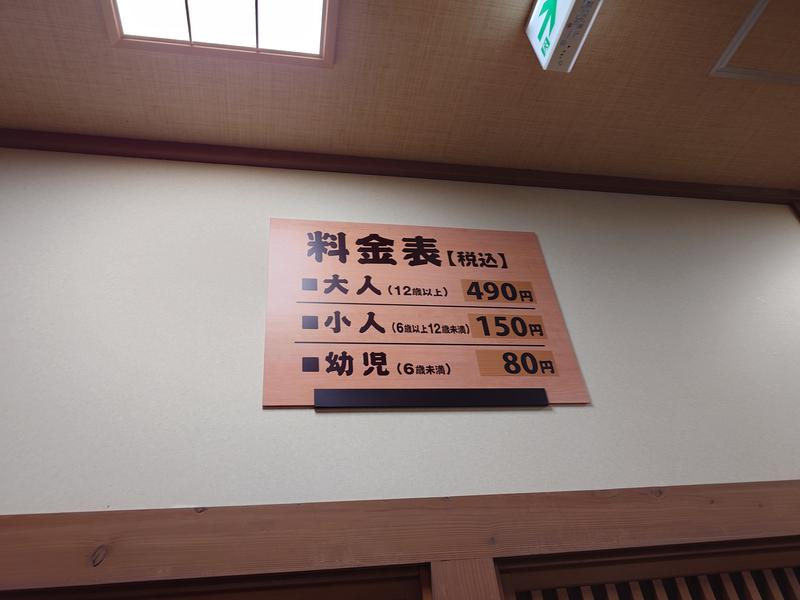 料金表【税込】
■大人(12歳以上) 490円
■小人(6歳以上12歳未満) 150円
■幼児(6歳未満) 80円